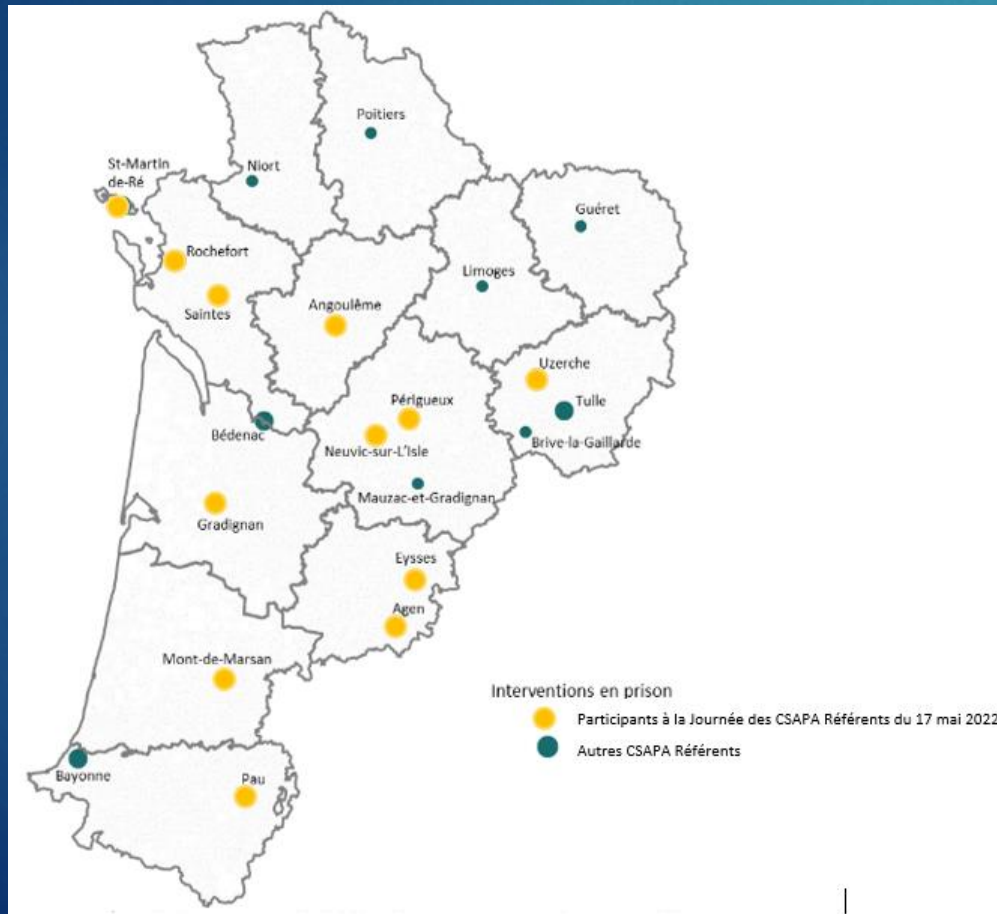 Poitiers
Niort
St-Martin
de-Ré
Guéret
Rochefort
Limoges
Saintes
Angoulême
Uzerche
Tulle
Périgueux
Bédenac
Neuvic-sur-L'Isle
Brive-la-Gaillarde
Mauzac-et-Gradignan
Gradignan
Eysses
Agen
Mont-de-Marsan
Interventions en prison
Participants à la Journée des CSAPA Référents du 17 mai 2022
Autres CSAPA Référents
Bayonne
Pau